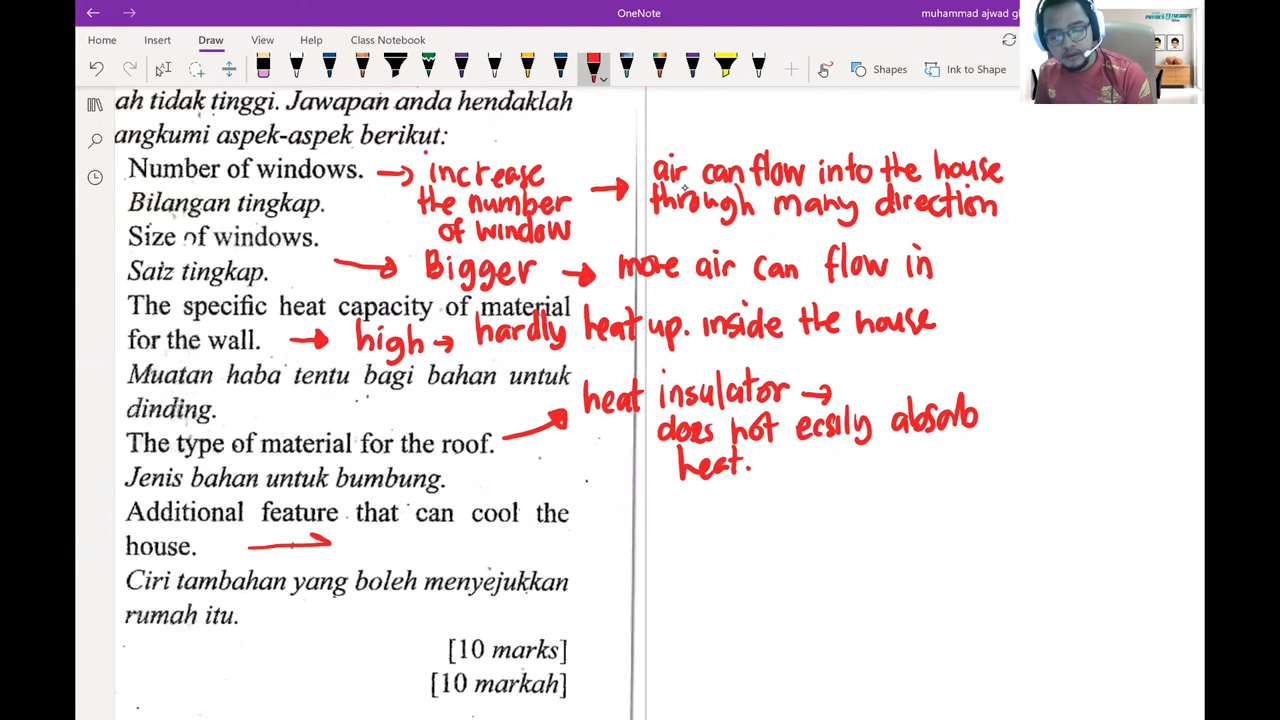 OneNote
muhammad ajwad gh
PHYSICS THERAPY
Home Insert Draw View Help Class Notebook
Shapes Ink to Shape
ah tidak tinggi. Jawapan anda hendaklah
angkumi aspek-aspek berikut:
Number of windows. → increase the number of window → air can flow into the house through many direction
Bilangan tingkap.
Size of windows.
Saiz tingkap. → Bigger → more air can flow in
The specific heat capacity of material
for the wall. → high → hardly heat up. inside the house
Muatan haba tentu bagi bahan untuk
dinding.
The type of material for the roof. → heat insulator → does not easily absorb heat.
Jenis bahan untuk bumbung.
Additional feature that can cool the
house. →
Ciri tambahan yang boleh menyejukkan
rumah itu.
[10 marks]
[10 markah]